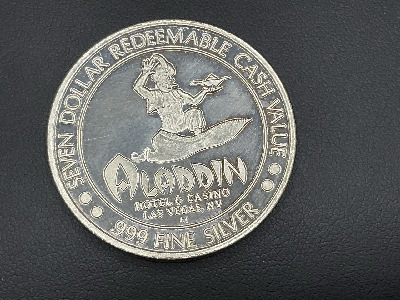 SEVEN DOLLAR REDEEMABLE CASH VALUE
ALADDIN
HOTEL & CASINO
LAS VEGAS, NV
.999 FINE SILVER